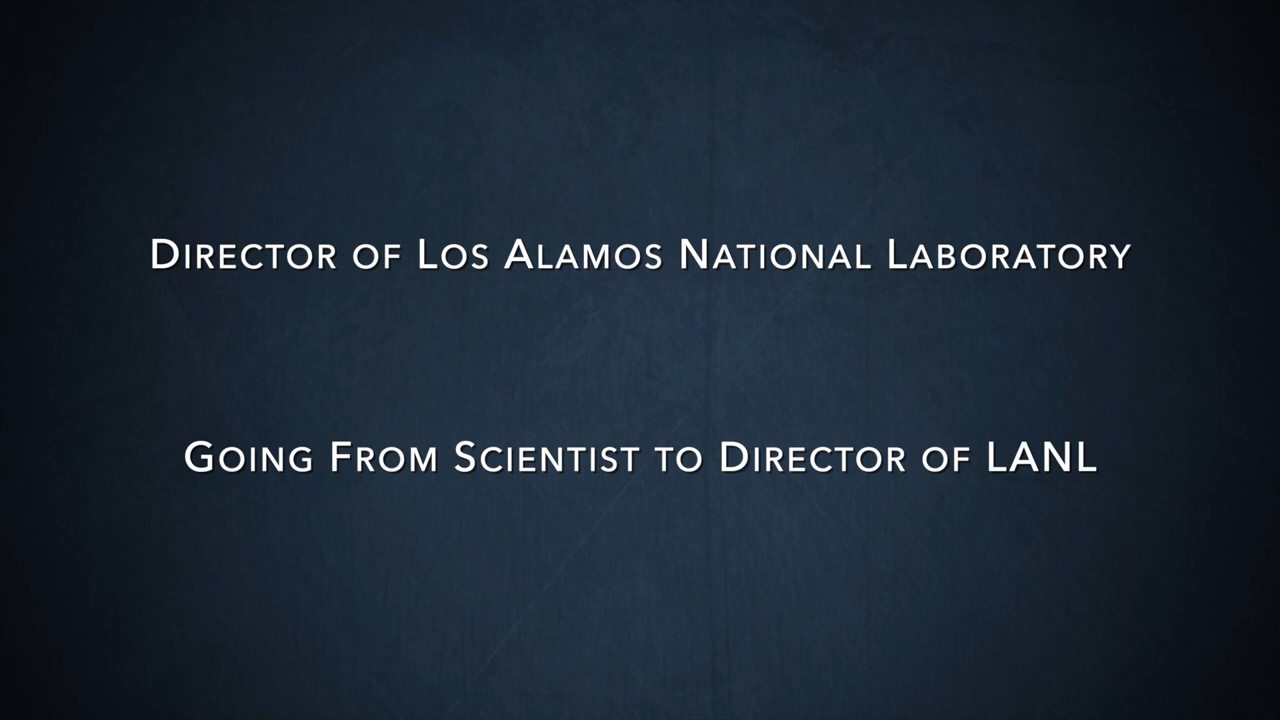 Director of Los Alamos National Laboratory
Going From Scientist to Director of LANL